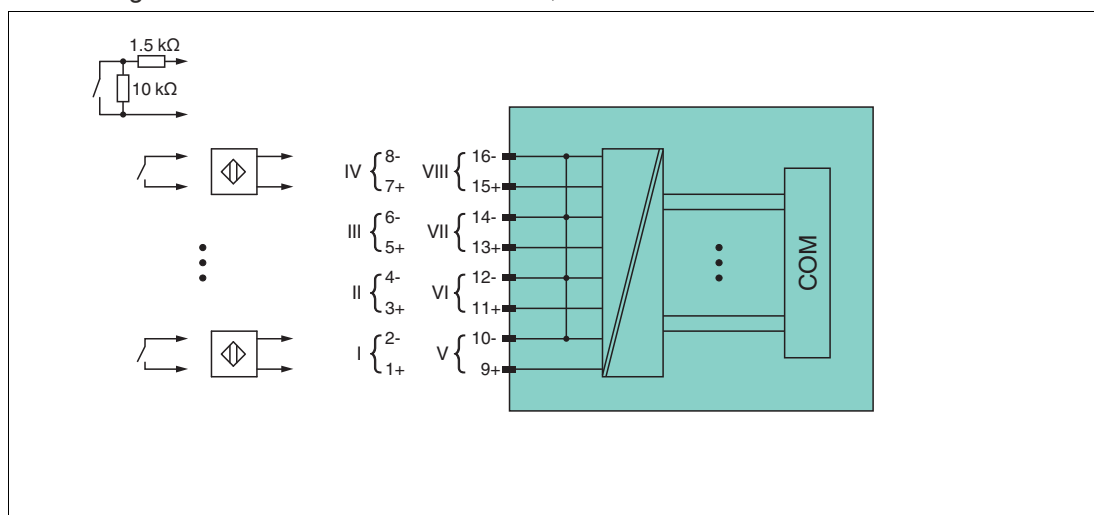 1.5 kΩ
10 kΩ
IV 8- VIII 16-
7+ 15+
III 6- VII 14-
5+ 13+
II 4- VI 12-
3+ 11+
I 2- V 10-
1+ 9+
COM